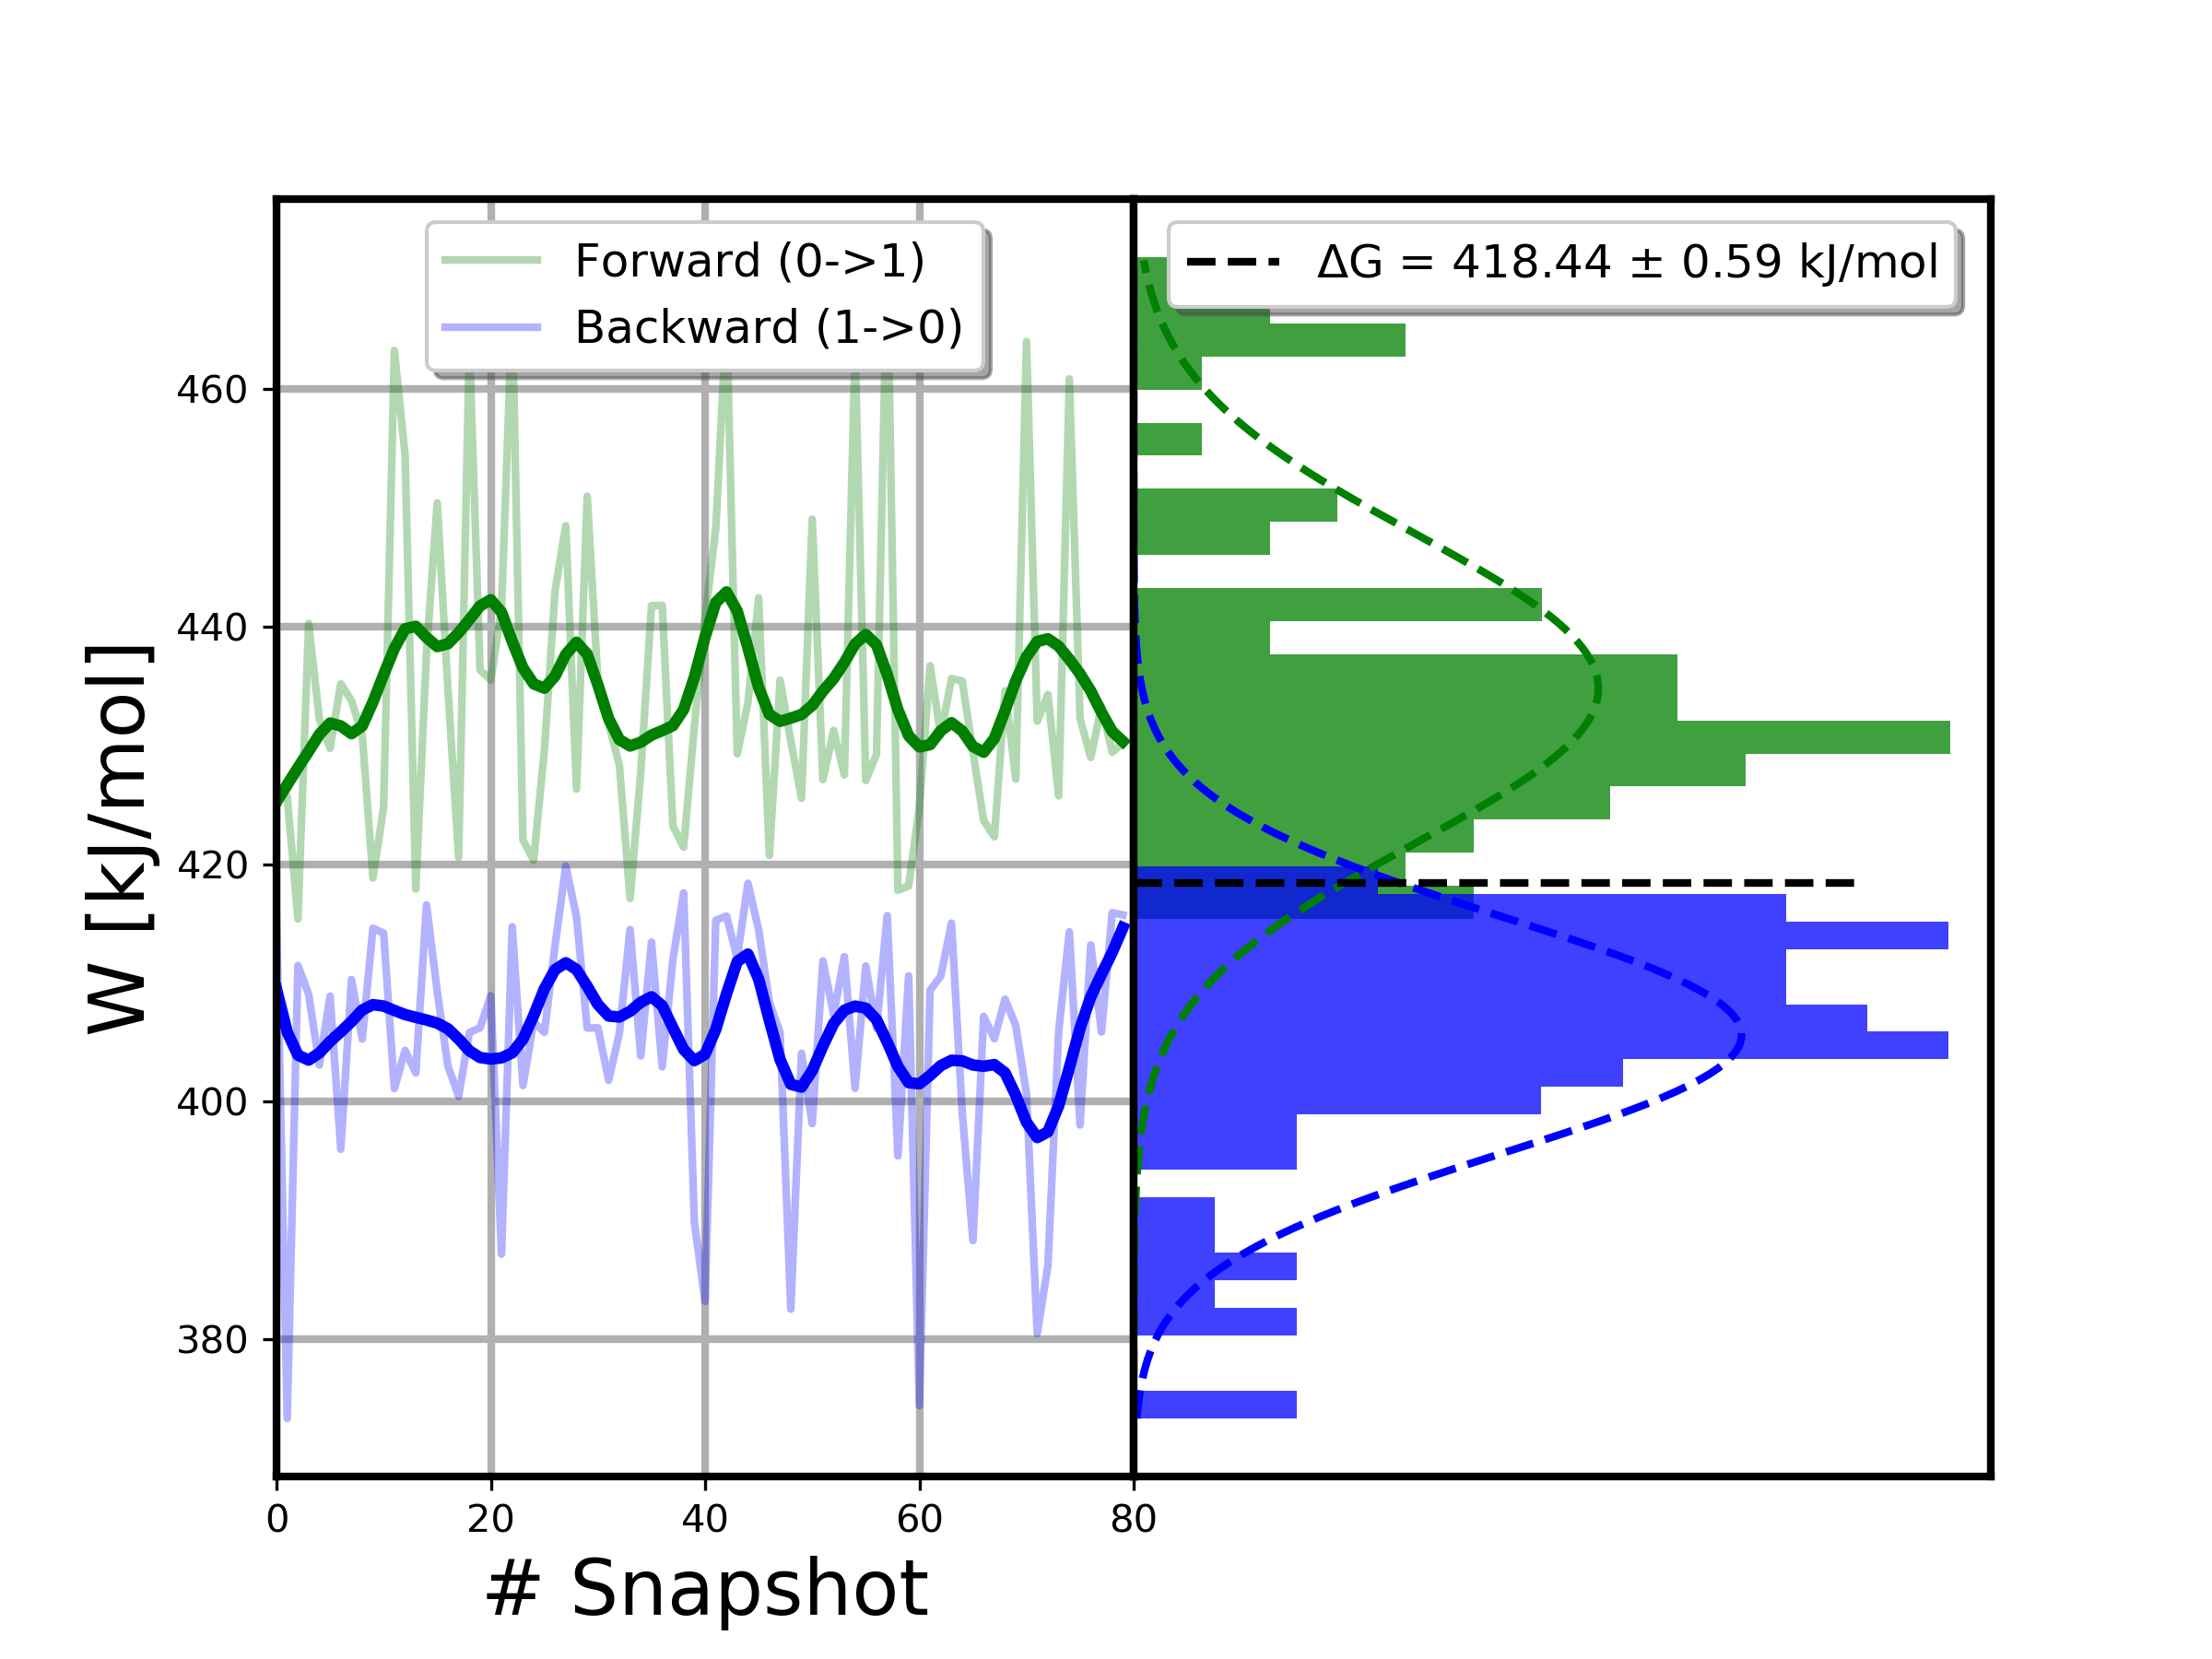 Forward (0->1)
Backward (1->0)
ΔG = 418.44 ± 0.59 kJ/mol
W [kJ/mol]
460
440
420
400
380
0 20 40 60 80
# Snapshot